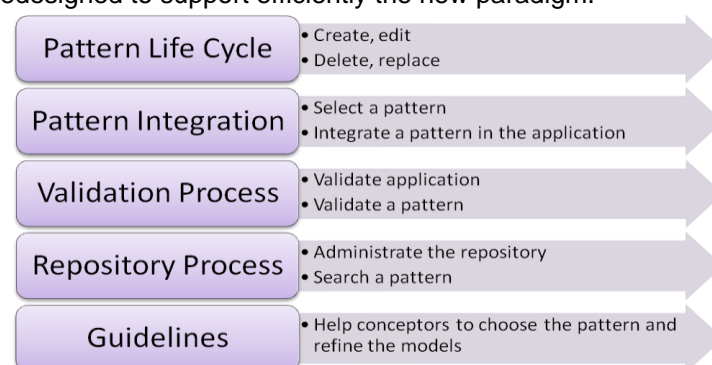 redesigned to support efficiently the new paradigm.
Pattern Life Cycle
• Create, edit
• Delete, replace
Pattern Integration
• Select a pattern
• Integrate a pattern in the application
Validation Process
• Validate application
• Validate a pattern
Repository Process
• Administrate the repository
• Search a pattern
Guidelines
• Help conceptors to choose the pattern and
refine the models